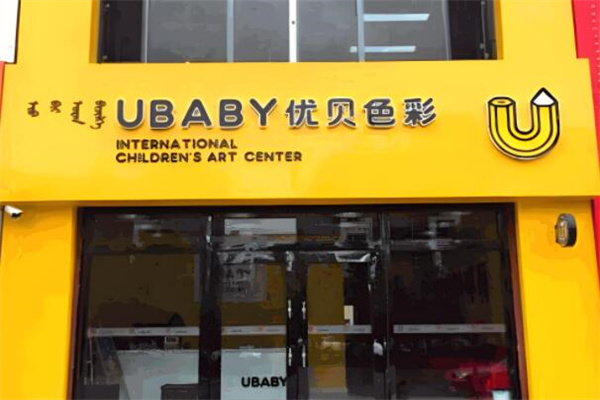 UBABY优贝色彩
INTERNATIONAL
CHILDREN'S ART CENTER
UBABY